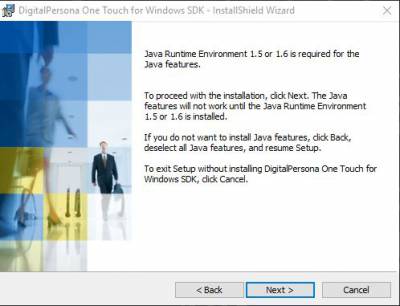 DigitalPersona One Touch for Windows SDK - InstallShield Wizard
Java Runtime Environment 1.5 or 1.6 is required for the
Java features.
To proceed with the installation, click Next. The Java
features will not work until the Java Runtime Environment
1.5 or 1.6 is installed.
If you do not want to install Java features, click Back,
deselect all Java features, and resume Setup.
To exit Setup without installing DigitalPersona One Touch for
Windows SDK, click Cancel.
< Back
Next >
Cancel